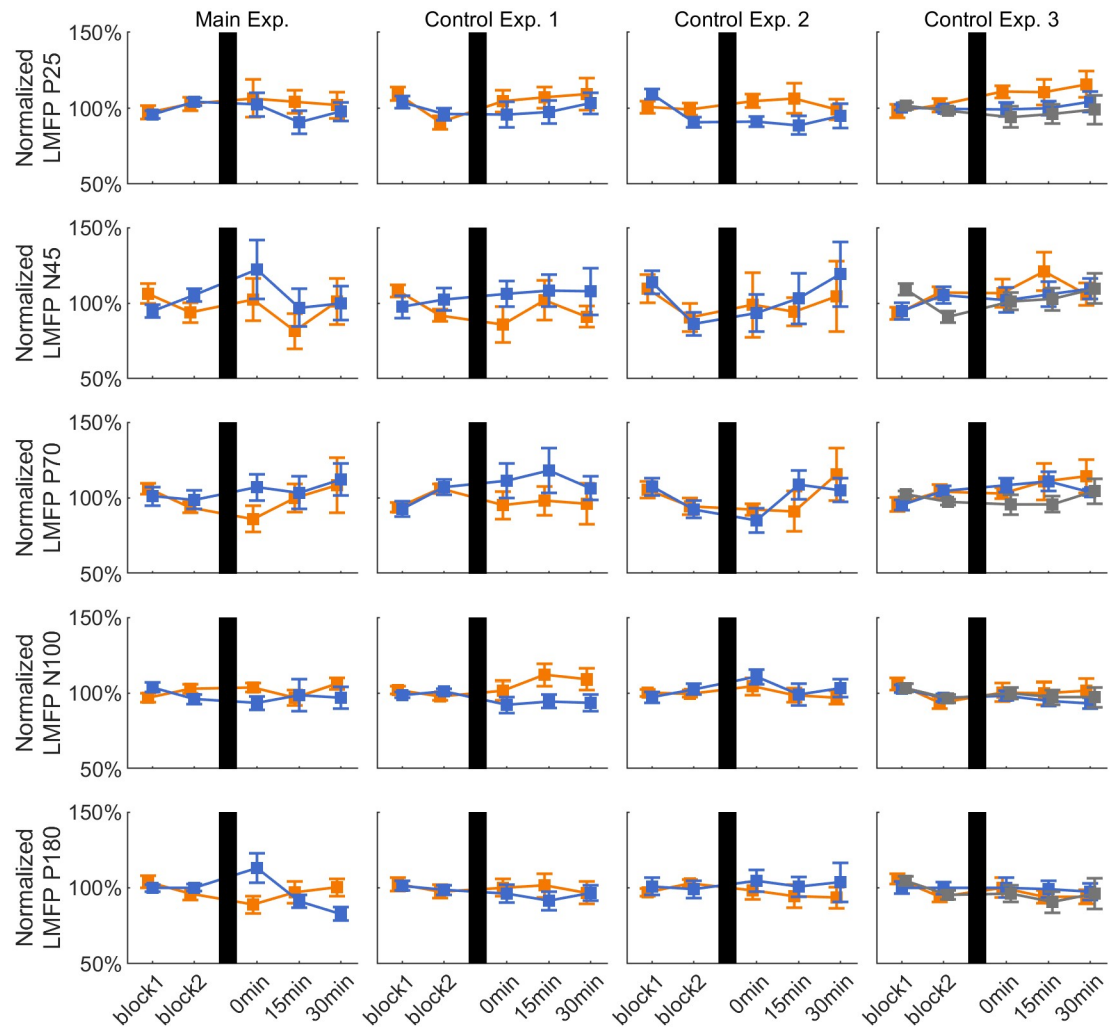 Main Exp.
Control Exp. 1
Control Exp. 2
Control Exp. 3
Normalized
LMFP P25
150%
100%
50%
Normalized
LMFP N45
150%
100%
50%
Normalized
LMFP P70
150%
100%
50%
Normalized
LMFP N100
150%
100%
50%
Normalized
LMFP P180
150%
100%
50%
block1
block2
0min
15min
30min
block1
block2
0min
15min
30min
block1
block2
0min
15min
30min
block1
block2
0min
15min
30min